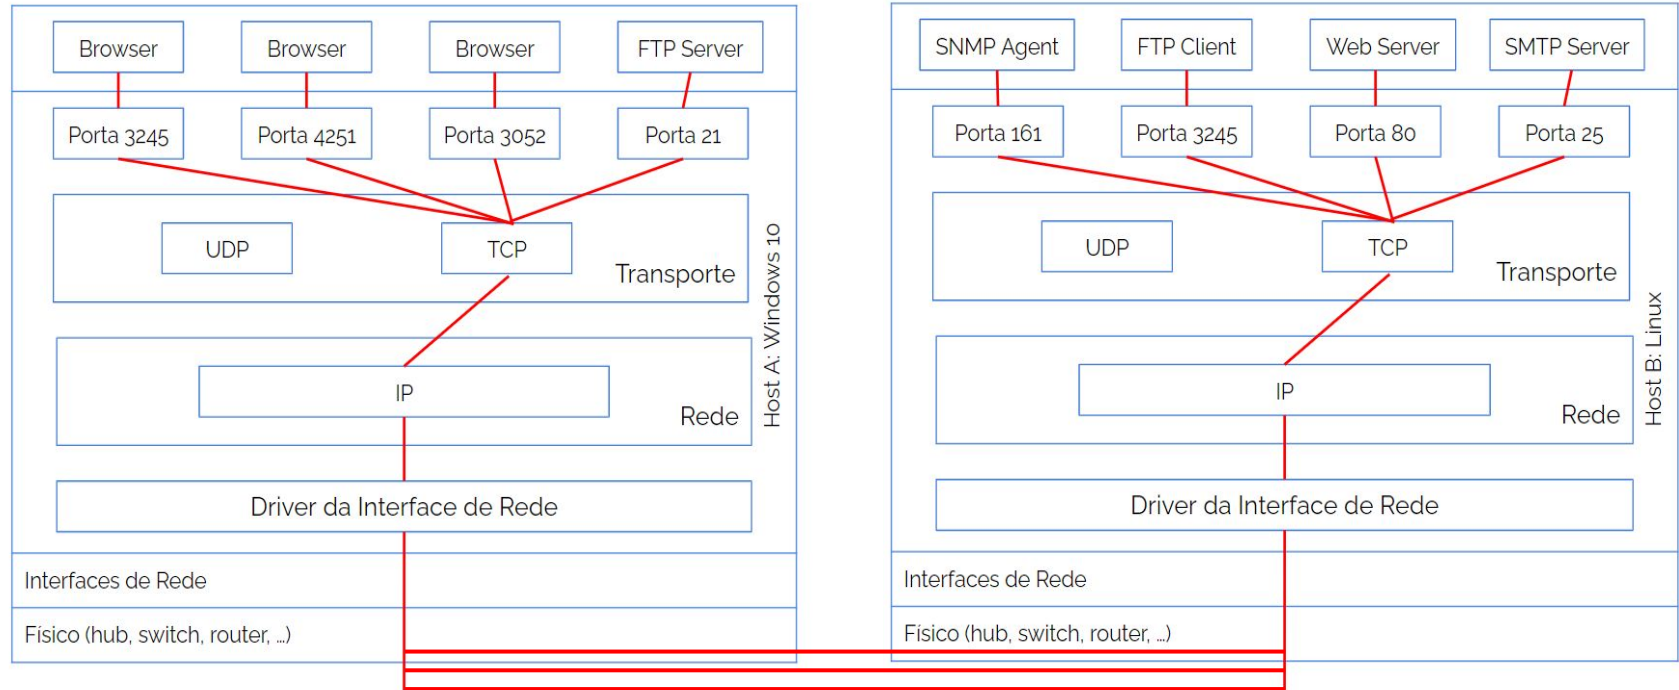 Browser
Browser
Browser
FTP Server
Porta 3245
Porta 4251
Porta 3052
Porta 21
UDP
TCP
Transporte
IP
Rede
Host A: Windows 10
Driver da Interface de Rede
Interfaces de Rede
Físico (hub, switch, router, ...)
SNMP Agent
FTP Client
Web Server
SMTP Server
Porta 161
Porta 3245
Porta 80
Porta 25
UDP
TCP
Transporte
IP
Rede
Host B: Linux
Driver da Interface de Rede
Interfaces de Rede
Físico (hub, switch, router, ...)